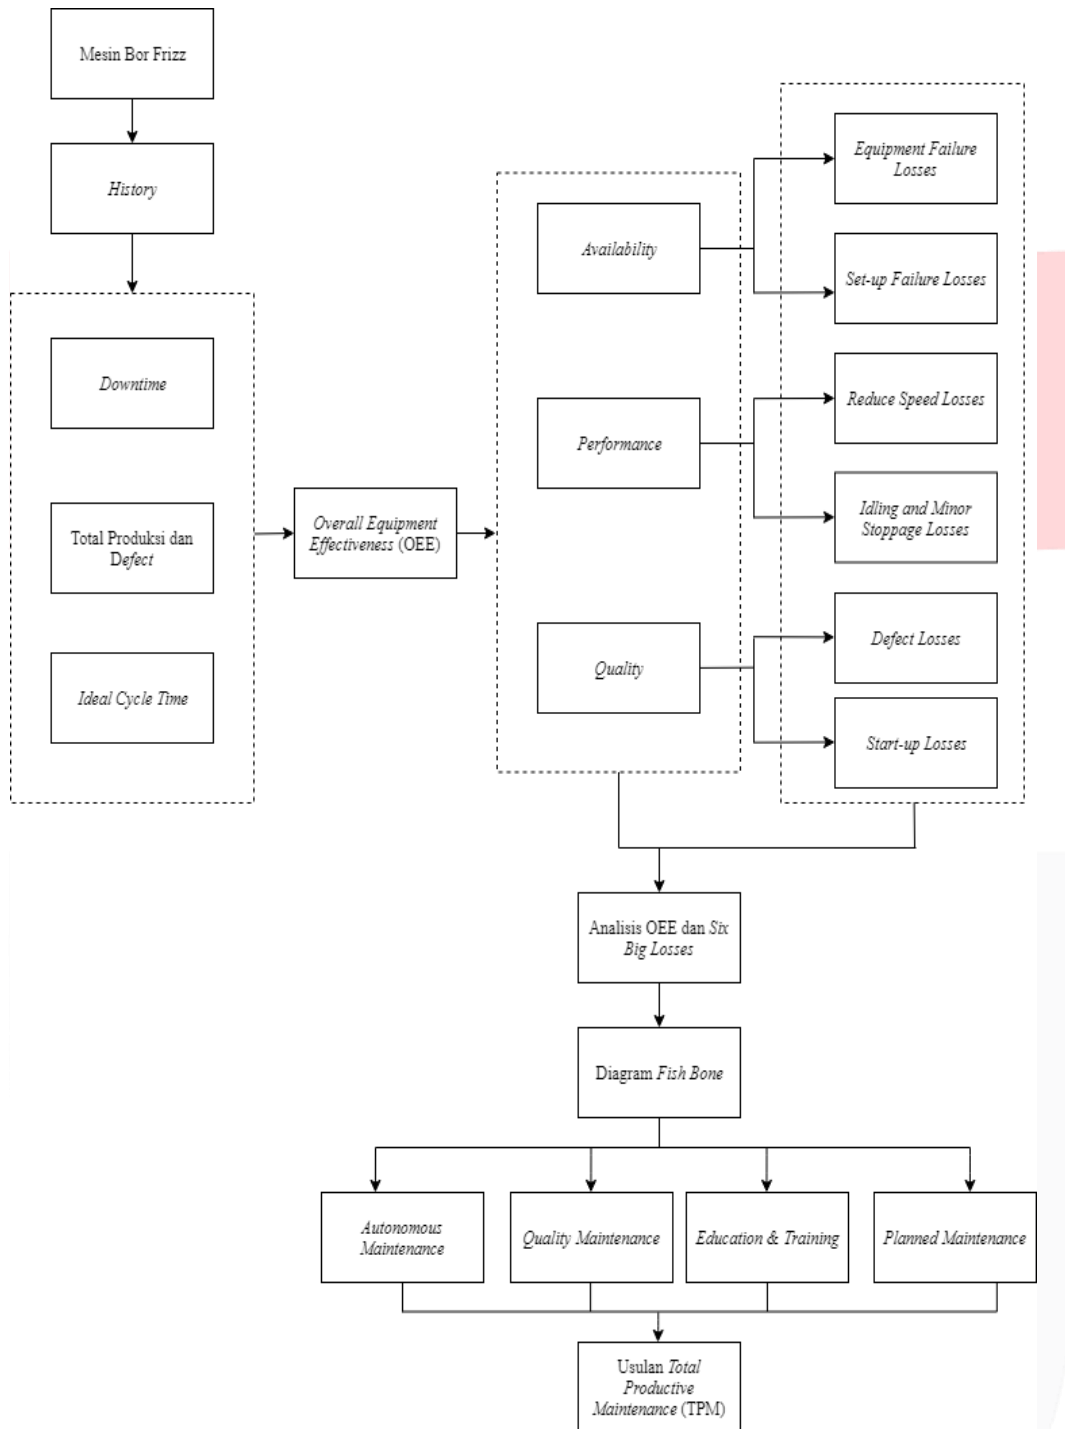 Mesin Bor Frizz
History
Downtime
Total Produksi dan
Defect
Ideal Cycle Time
Overall Equipment
Effectiveness (OEE)
Availability
Performance
Quality
Equipment Failure
Losses
Set-up Failure Losses
Reduce Speed Losses
Idling and Minor
Stoppage Losses
Defect Losses
Start-up Losses
Analisis OEE dan Six
Big Losses
Diagram Fish Bone
Autonomous
Maintenance
Quality Maintenance
Education & Training
Planned Maintenance
Usulan Total
Productive
Maintenance (TPM)